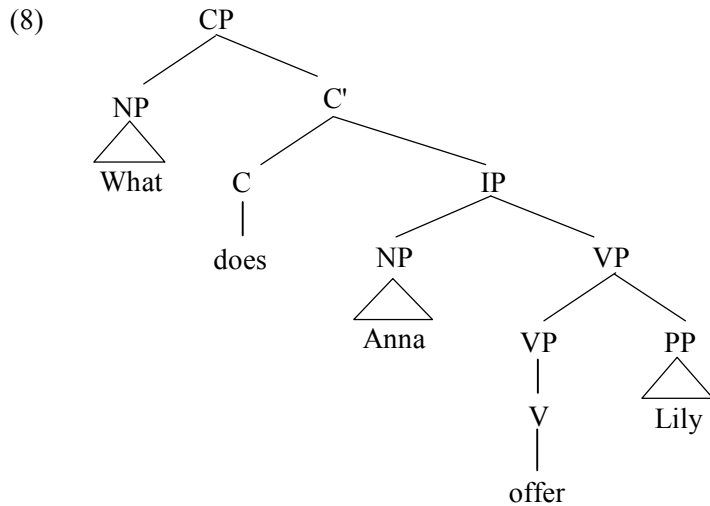 (8) CP
NP C'
What C IP
does NP VP
Anna VP PP
V Lily
offer